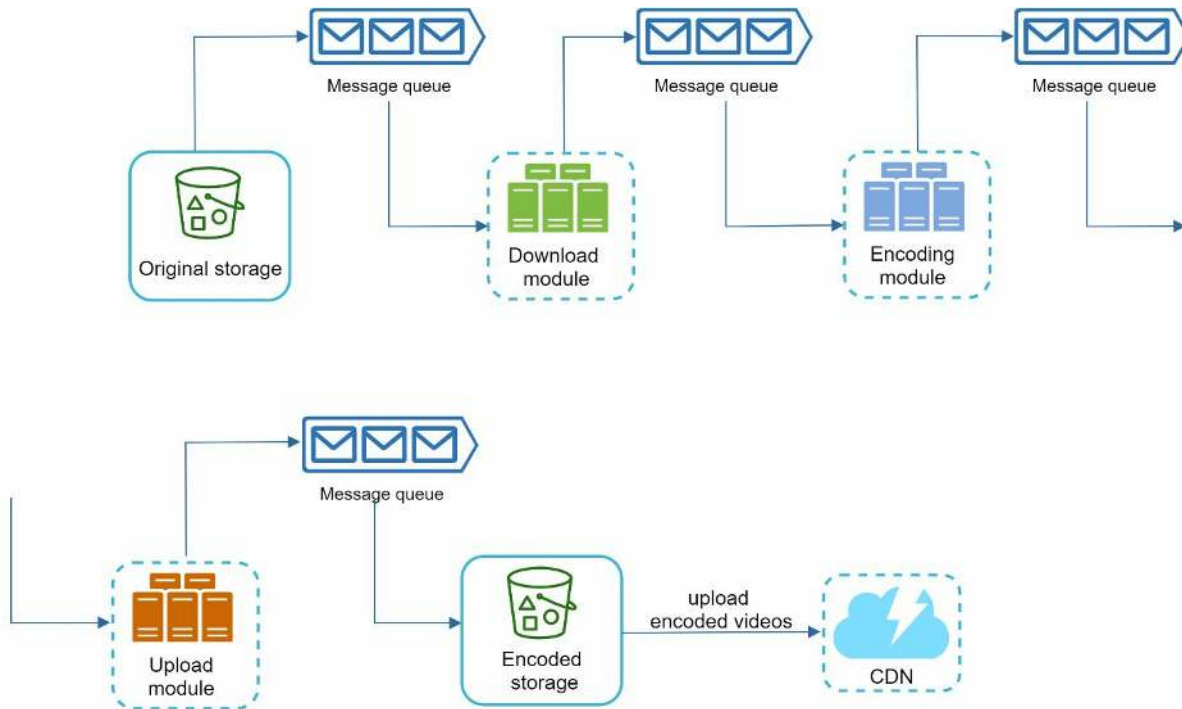 Message queue
Message queue
Message queue
Original storage
Download
module
Encoding
module
Message queue
Upload
module
Encoded
storage
upload
encoded videos
CDN